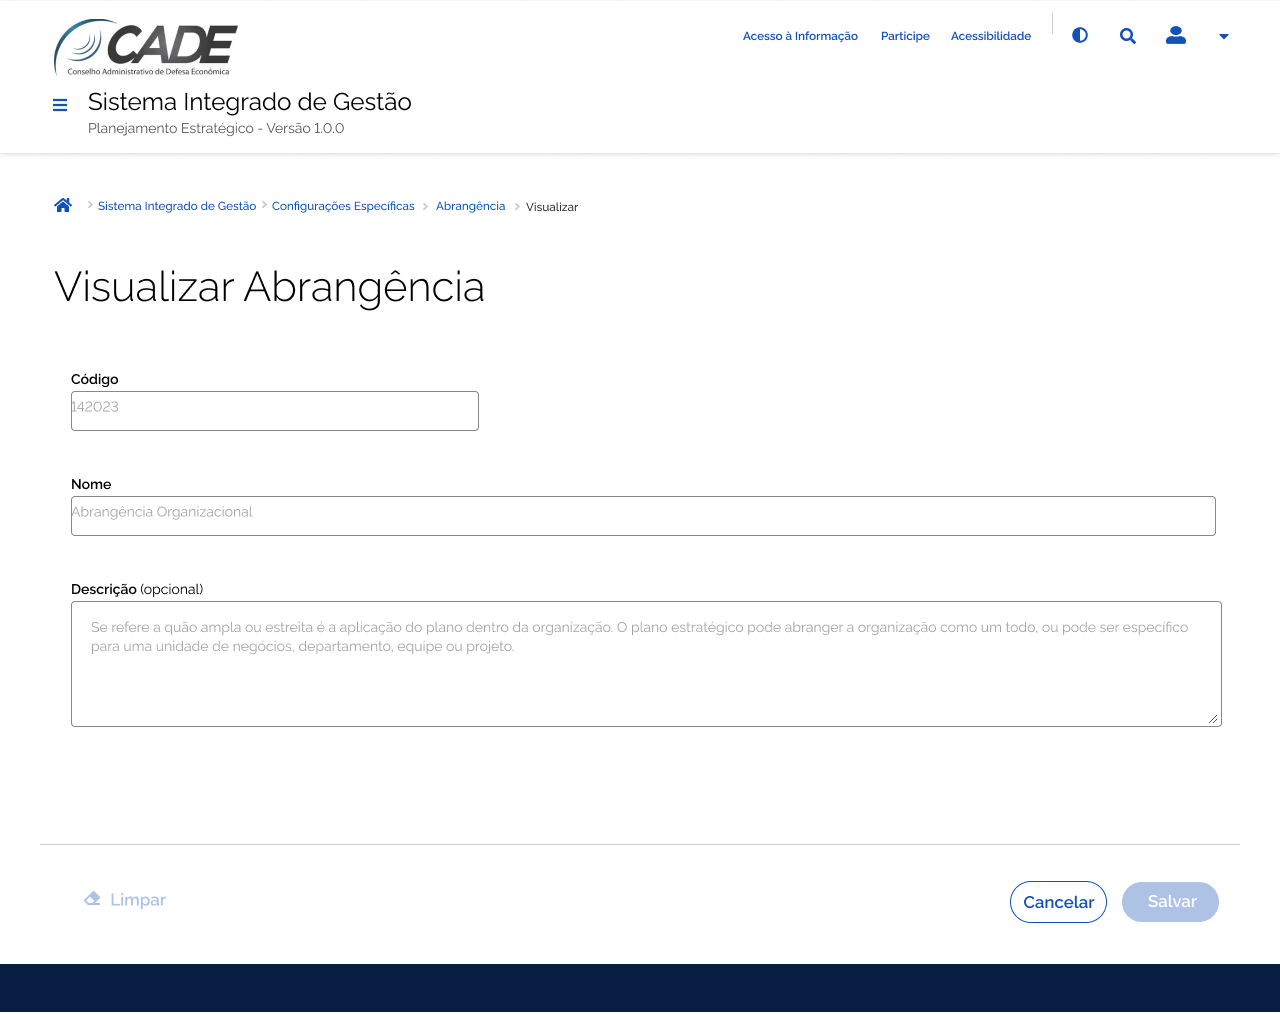 CADE
Conselho Administrativo de Defesa Econômica
Acesso à Informação Participe Acessibilidade
Sistema Integrado de Gestão
Planejamento Estratégico - Versão 1.0.0
Sistema Integrado de Gestão Configurações Específicas Abrangência Visualizar
Visualizar Abrangência
Código
142023
Nome
Abrangência Organizacional
Descrição (opcional)
Se refere a quão ampla ou estreita é a aplicação do plano dentro da organização. O plano estratégico pode abranger a organização como um todo, ou pode ser específico
para uma unidade de negócios, departamento, equipe ou projeto.
Limpar
Cancelar
Salvar